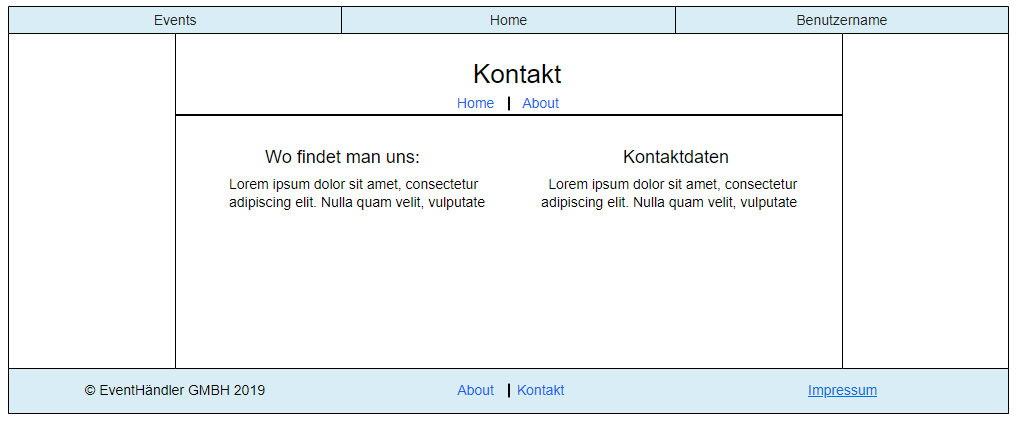 Events Home Benutzername
Kontakt
Home | About
Wo findet man uns:
Lorem ipsum dolor sit amet, consectetur
adipiscing elit. Nulla quam velit, vulputate
Kontaktdaten
Lorem ipsum dolor sit amet, consectetur
adipiscing elit. Nulla quam velit, vulputate
© EventHändler GMBH 2019 About | Kontakt Impressum